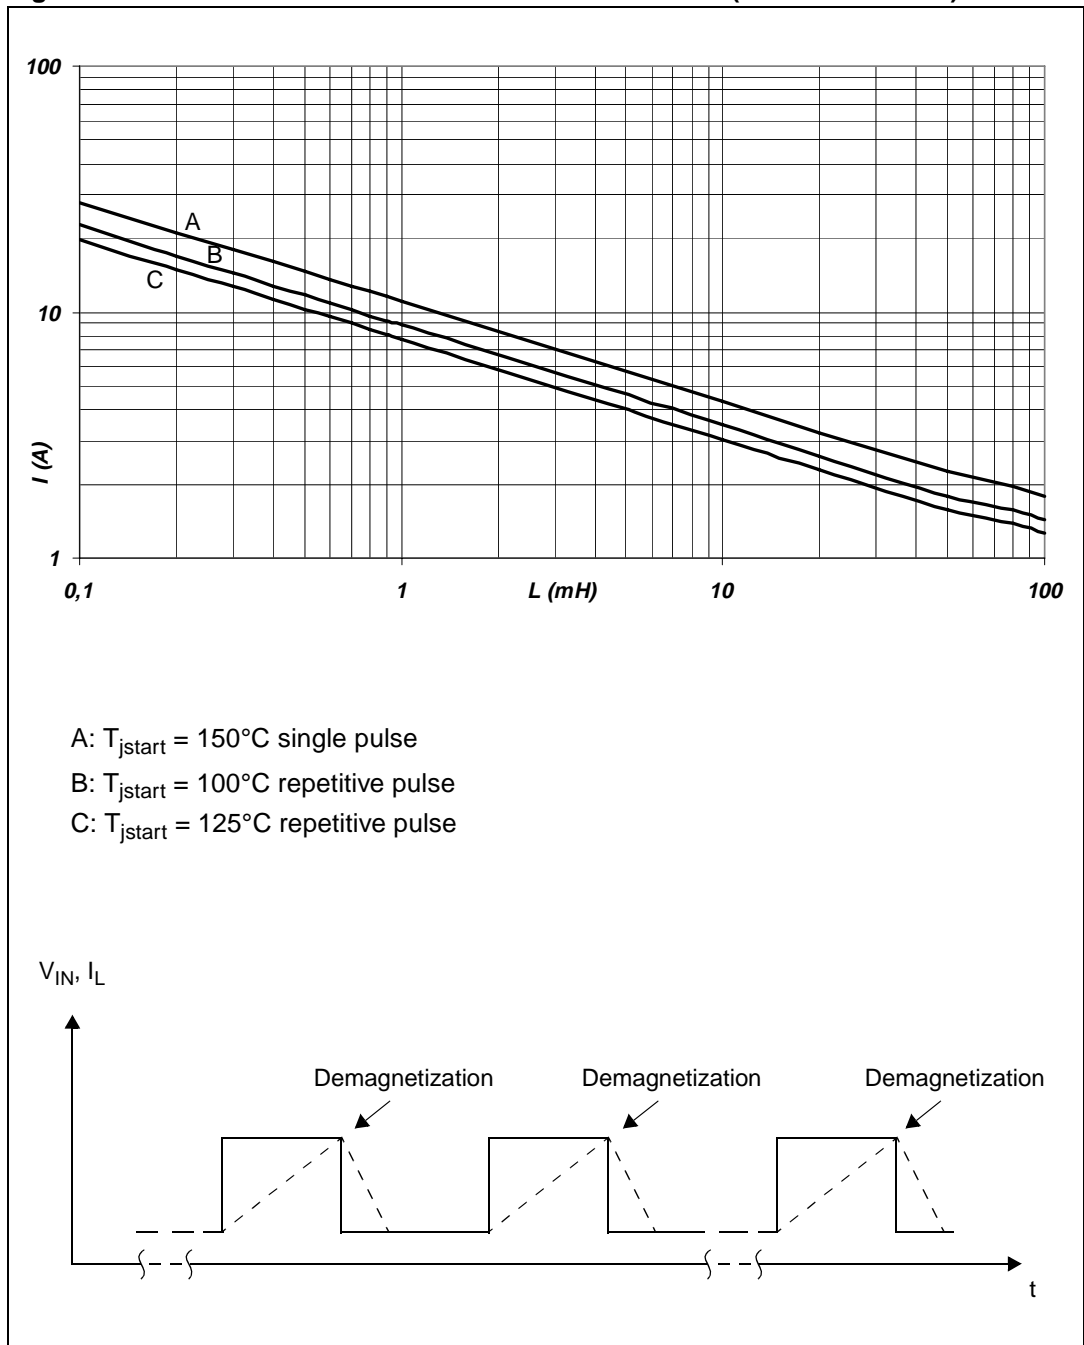 100
A
B
C
10
I (A)
1
0,1 1 L (mH) 10 100
A: Tjstart = 150°C single pulse
B: Tjstart = 100°C repetitive pulse
C: Tjstart = 125°C repetitive pulse
VIN, IL
Demagnetization Demagnetization Demagnetization
t